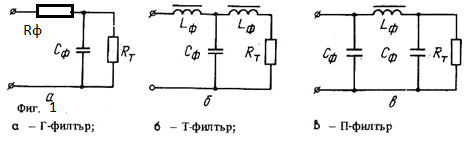 Rф
Cф
Rт
Lф
Lф
Cф
Rт
Lф
Cф
Cф
Rт
а
б
в
Фиг. 1
а – Г-филтър;
б – Т-филтър;
в – П-филтър